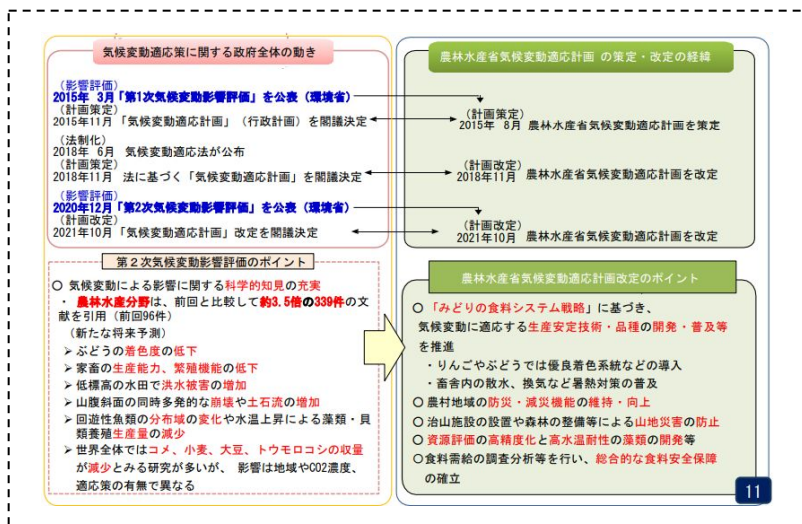 気候変動適応策に関する政府全体の動き
(影響評価)
2015年 3月「第1次気候変動影響評価」を公表(環境省)
(計画策定)
2015年11月 「気候変動適応計画」(行政計画)を閣議決定
(法制化)
2018年 6月 気候変動適応法が公布
(計画策定)
2018年11月 法に基づく「気候変動適応計画」を閣議決定
(影響評価)
2020年12月「第2次気候変動影響評価」を公表(環境省)
(計画改定)
2021年10月「気候変動適応計画」改定を閣議決定
第2次気候変動影響評価のポイント
○ 気候変動による影響に関する科学的知見の充実
・ 農林水産分野は、前回と比較して約3.5倍の339件の文
献を引用(前回96件)
(新たな将来予測)
➢ ぶどうの着色度の低下
➢ 家畜の生産能力、繁殖機能の低下
➢ 低標高の水田で洪水被害の増加
➢ 山腹斜面の同時多発的な崩壊や土石流の増加
➢ 回遊性魚類の分布域の変化や水温上昇による藻類・貝
類養殖生産量の減少
➢ 世界全体ではコメ、小麦、大豆、トウモロコシの収量
が減少とみる研究が多いが、 影響は地域やCO2濃度、
適応策の有無で異なる
農林水産省気候変動適応計画 の策定・改定の経緯
(計画策定)
2015年 8月 農林水産省気候変動適応計画を策定
(計画改定)
2018年11月 農林水産省気候変動適応計画を改定
(計画改定)
2021年10月 農林水産省気候変動適応計画を改定
農林水産省気候変動適応計画改定のポイント
○ 「みどりの食料システム戦略」に基づき、
気候変動に適応する生産安定技術・品種の開発・普及等
を推進
・りんごやぶどうでは優良着色系統などの導入
・畜舎内の散水、換気など暑熱対策の普及
○ 農村地域の防災・減災機能の維持・向上
○ 治山施設の設置や森林の整備等による山地災害の防止
○ 資源評価の高精度化と高水温耐性の藻類の開発等
○食料需給の調査分析等を行い、総合的な食料安全保障
の確立
11